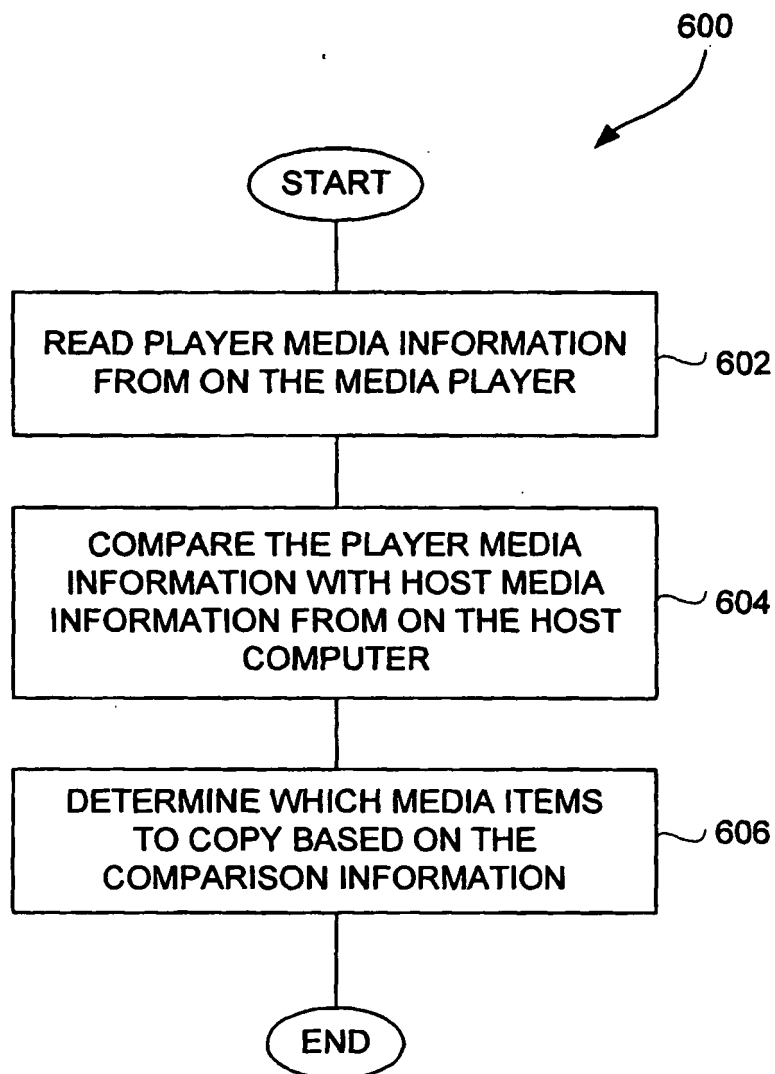 600
START
READ PLAYER MEDIA INFORMATION
FROM ON THE MEDIA PLAYER
602
COMPARE THE PLAYER MEDIA
INFORMATION WITH HOST MEDIA
INFORMATION FROM ON THE HOST
COMPUTER
604
DETERMINE WHICH MEDIA ITEMS
TO COPY BASED ON THE
COMPARISON INFORMATION
606
END